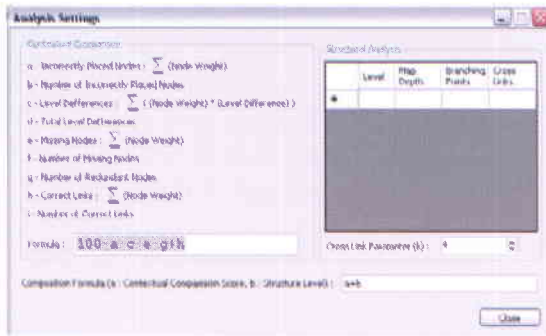 Analysis Settings
Contextual Comparison
a - Incorrectly Placed Nodes : ∑ (Node Weight)
b - Number of Incorrectly Placed Nodes
c - Level Differences : ∑ ( (Node Weight) * (Level Difference) )
d - Total Level Differences
e - Missing Nodes : ∑ (Node Weight)
f - Number of Missing Nodes
g - Number of Redundant Nodes
h - Correct Links : ∑ (Node Weight)
i - Number of Correct Links
Formula : 100-a-c-e-g+h
Structural Analysis
Level Map Depths Branching Points Cross Links
Cross Link Parameter (k) :
Composition Formula (a : Contextual Comparison Score, b : Structure Level) : a+b
Close